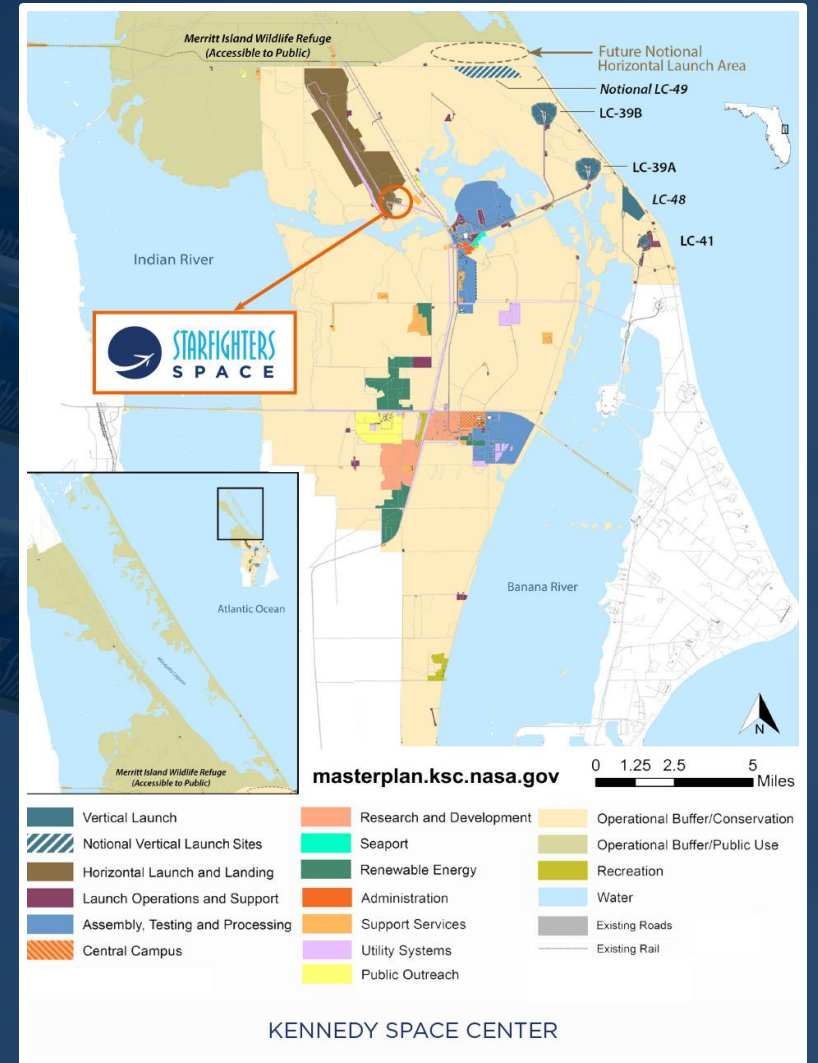 Merritt Island Wildlife Refuge
(Accessible to Public)
Future Notional
Horizontal Launch Area
Notional LC-49
LC-39B
LC-39A
LC-48
LC-41
Indian River
STARFIGHTERS
SPACE
Banana River
Atlantic Ocean
Mosquito Lagoon
Merritt Island Wildlife Refuge
(Accessible to Public)
N
masterplan.ksc.nasa.gov
0 1.25 2.5 5
Miles
Vertical Launch
Notional Vertical Launch Sites
Horizontal Launch and Landing
Launch Operations and Support
Assembly, Testing and Processing
Central Campus
Research and Development
Seaport
Renewable Energy
Administration
Support Services
Utility Systems
Public Outreach
Operational Buffer/Conservation
Operational Buffer/Public Use
Recreation
Water
Existing Roads
Existing Rail
KENNEDY SPACE CENTER